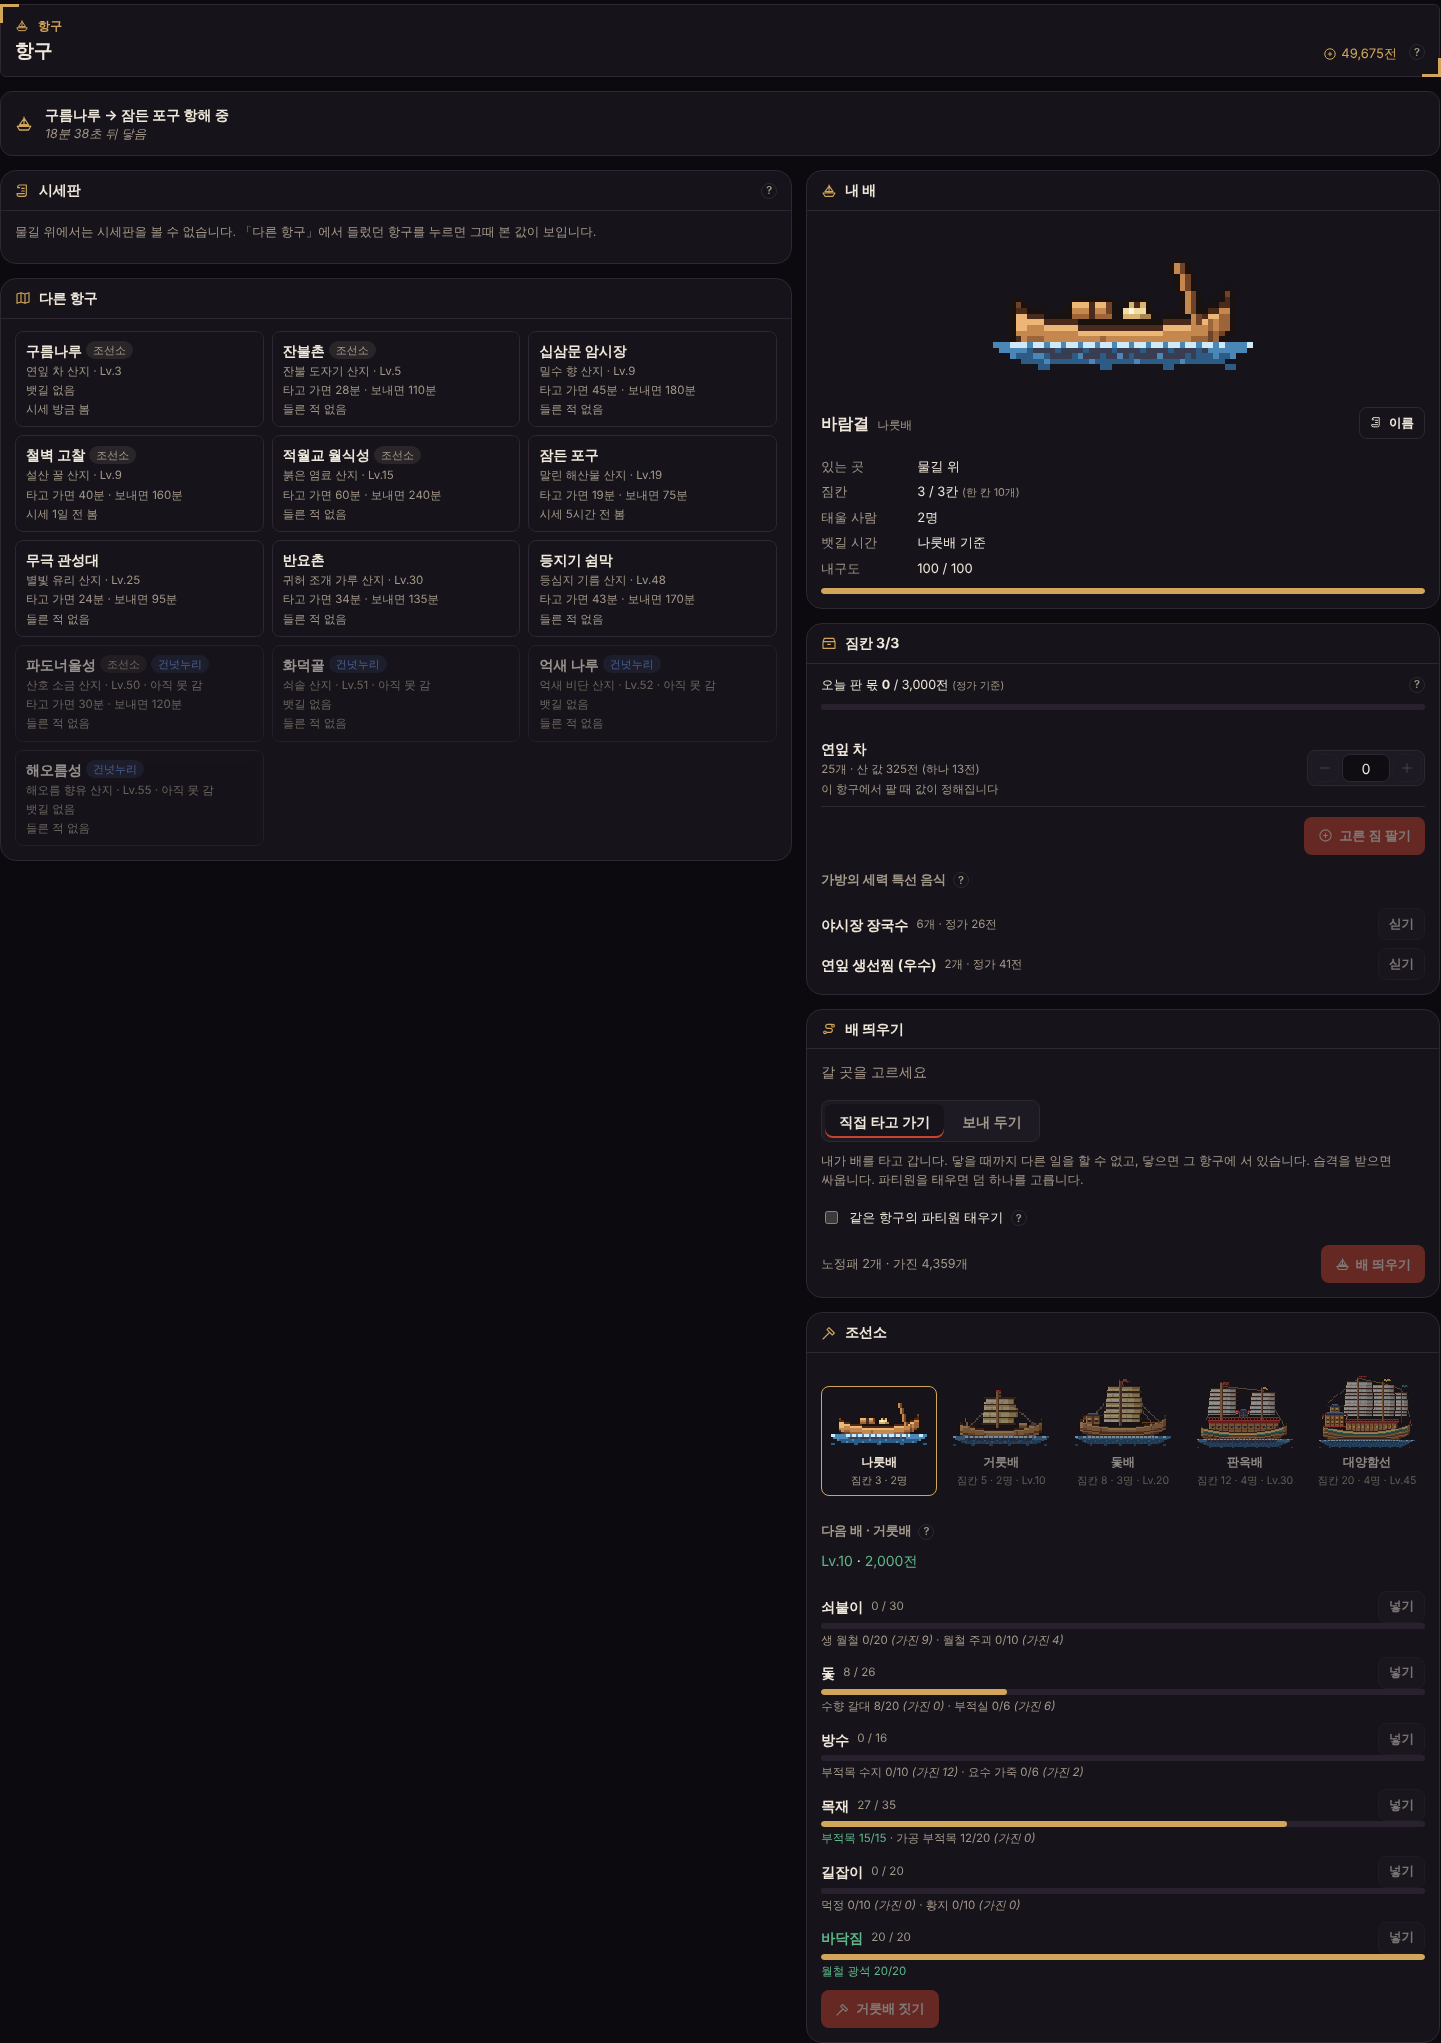 항구
항구
49,675전 ?
구름나루 → 잠든 포구 항해 중
18분 38초 뒤 닿음
시세판 ?
물길 위에서는 시세판을 볼 수 없습니다. 「다른 항구」에서 들렀던 항구를 누르면 그때 본 값이 보입니다.
다른 항구
구름나루 조선소
연잎 차 산지 · Lv.3
뱃길 없음
시세 방금 봄
잔불촌 조선소
잔불 도자기 산지 · Lv.5
타고 가면 28분 · 보내면 110분
들른 적 없음
십삼문 암시장
밀수 향 산지 · Lv.9
타고 가면 45분 · 보내면 180분
들른 적 없음
철벽 고찰 조선소
설산 꿀 산지 · Lv.9
타고 가면 40분 · 보내면 160분
시세 1일 전 봄
적월교 월식성 조선소
붉은 염료 산지 · Lv.15
타고 가면 60분 · 보내면 240분
들른 적 없음
잠든 포구
말린 해산물 산지 · Lv.19
타고 가면 19분 · 보내면 75분
시세 5시간 전 봄
무극 관성대
별빛 유리 산지 · Lv.25
타고 가면 24분 · 보내면 95분
들른 적 없음
반요촌
귀허 조개 가루 산지 · Lv.30
타고 가면 34분 · 보내면 135분
들른 적 없음
등지기 쉼막
등심지 기름 산지 · Lv.48
타고 가면 43분 · 보내면 170분
들른 적 없음
파도너울성 조선소 건넛누리
산호 소금 산지 · Lv.50 · 아직 못 감
타고 가면 30분 · 보내면 120분
들른 적 없음
화덕골 건넛누리
쇠솥 산지 · Lv.51 · 아직 못 감
뱃길 없음
들른 적 없음
억새 나루 건넛누리
억새 비단 산지 · Lv.52 · 아직 못 감
뱃길 없음
들른 적 없음
해오름성 건넛누리
해오름 향유 산지 · Lv.55 · 아직 못 감
뱃길 없음
들른 적 없음
내 배
바람결 나룻배
이름
있는 곳 물길 위
짐칸 3 / 3칸 (한 칸 10개)
태울 사람 2명
뱃길 시간 나룻배 기준
내구도 100 / 100
짐칸 3/3
오늘 판 몫 0 / 3,000전 (정가 기준) ?
연잎 차
25개 · 산 값 325전 (하나 13전)
이 항구에서 팔 때 값이 정해집니다
− 0 +
고른 짐 팔기
가방의 세력 특선 음식 ?
야시장 장국수 6개 · 정가 26전 싣기
연잎 생선찜 (우수) 2개 · 정가 41전 싣기
배 띄우기
갈 곳을 고르세요
직접 타고 가기 보내 두기
내가 배를 타고 갑니다. 닿을 때까지 다른 일을 할 수 없고, 닿으면 그 항구에 서 있습니다. 습격을 받으면
싸웁니다. 파티원을 태우면 덤 하나를 고릅니다.
같은 항구의 파티원 태우기 ?
노정패 2개 · 가진 4,359개
배 띄우기
조선소
나룻배
짐칸 3 · 2명
거룻배
짐칸 5 · 2명 · Lv.10
돛배
짐칸 8 · 3명 · Lv.20
판옥배
짐칸 12 · 4명 · Lv.30
대양함선
짐칸 20 · 4명 · Lv.45
다음 배 · 거룻배 ?
Lv.10 · 2,000전
쇠붙이 0 / 30 넣기
생 월철 0/20 (가진 9) · 월철 주괴 0/10 (가진 4)
돛 8 / 26 넣기
수향 갈대 8/20 (가진 0) · 부적실 0/6 (가진 6)
방수 0 / 16 넣기
부적목 수지 0/10 (가진 12) · 요수 가죽 0/6 (가진 2)
목재 27 / 35 넣기
부적목 15/15 · 가공 부적목 12/20 (가진 0)
길잡이 0 / 20 넣기
먹정 0/10 (가진 0) · 황지 0/10 (가진 0)
바닥짐 20 / 20 넣기
월철 광석 20/20
거룻배 짓기